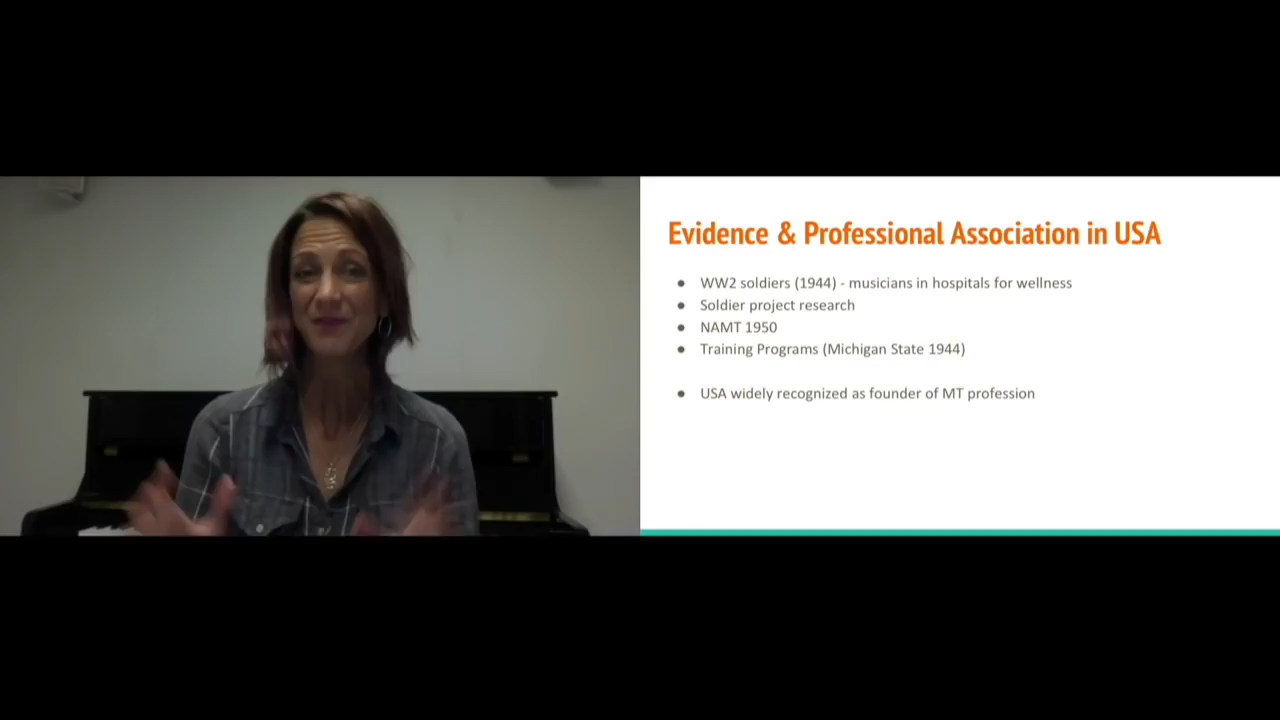 Evidence & Professional Association in USA
● WW2 soldiers (1944) - musicians in hospitals for wellness
● Soldier project research
● NAMT 1950
● Training Programs (Michigan State 1944)
● USA widely recognized as founder of MT profession